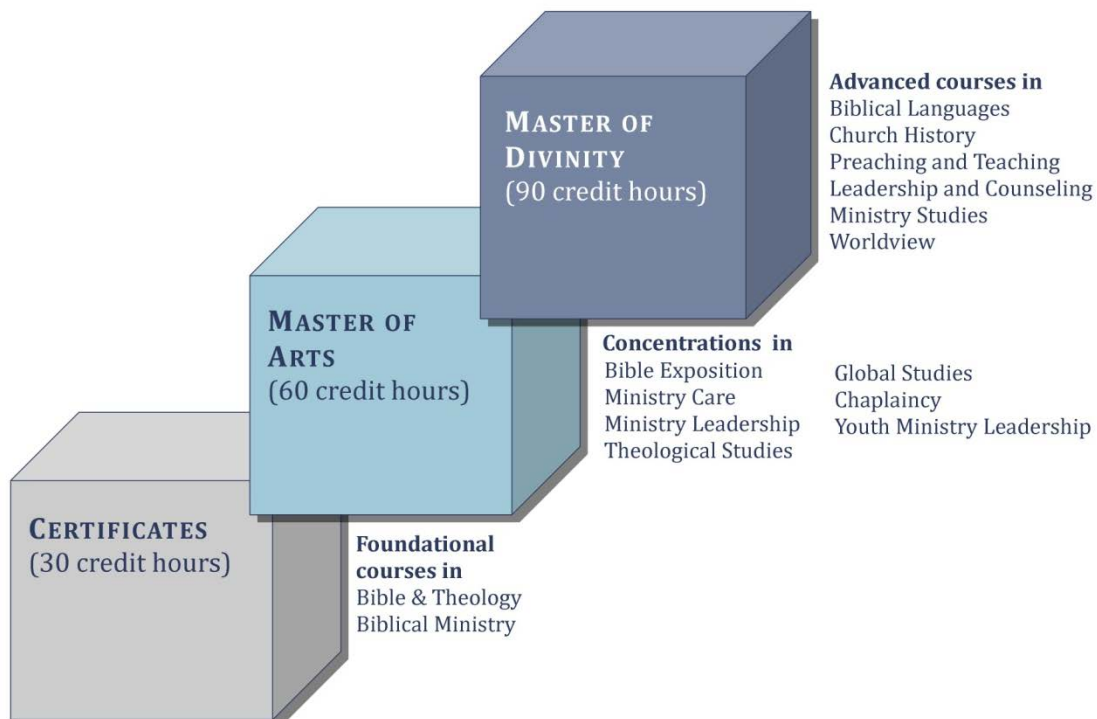 MASTER OF
DIVINITY
(90 credit hours)
Advanced courses in
Biblical Languages
Church History
Preaching and Teaching
Leadership and Counseling
Ministry Studies
Worldview
MASTER OF
ARTS
(60 credit hours)
Concentrations in
Bible Exposition
Ministry Care
Ministry Leadership
Theological Studies
Global Studies
Chaplaincy
Youth Ministry Leadership
CERTIFICATES
(30 credit hours)
Foundational
courses in
Bible & Theology
Biblical Ministry